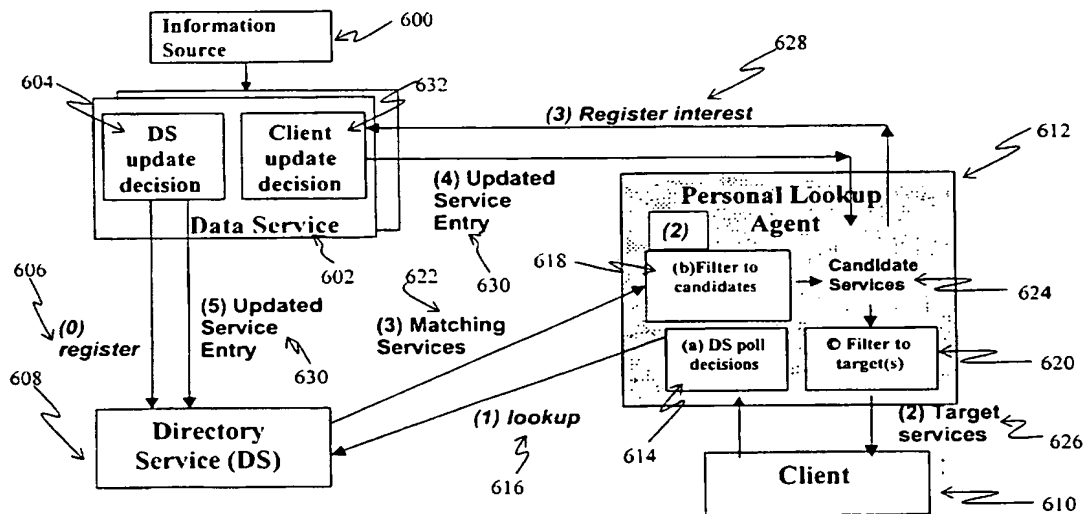 Information
Source
600
628
604
632
(3) Register interest
DS
update
decision
Client
update
decision
612
(4) Updated
Service
Entry
Personal Lookup
Agent
Data Service
(2)
602
618
(b)Filter to
candidates
Candidate
Services
606
622
630
624
(0)
register
(5) Updated
Service
Entry
(3) Matching
Services
(a) DS poll
decisions
© Filter to
target(s)
630
620
608
Directory
Service (DS)
(1) lookup
614
(2) Target
services
626
616
Client
610